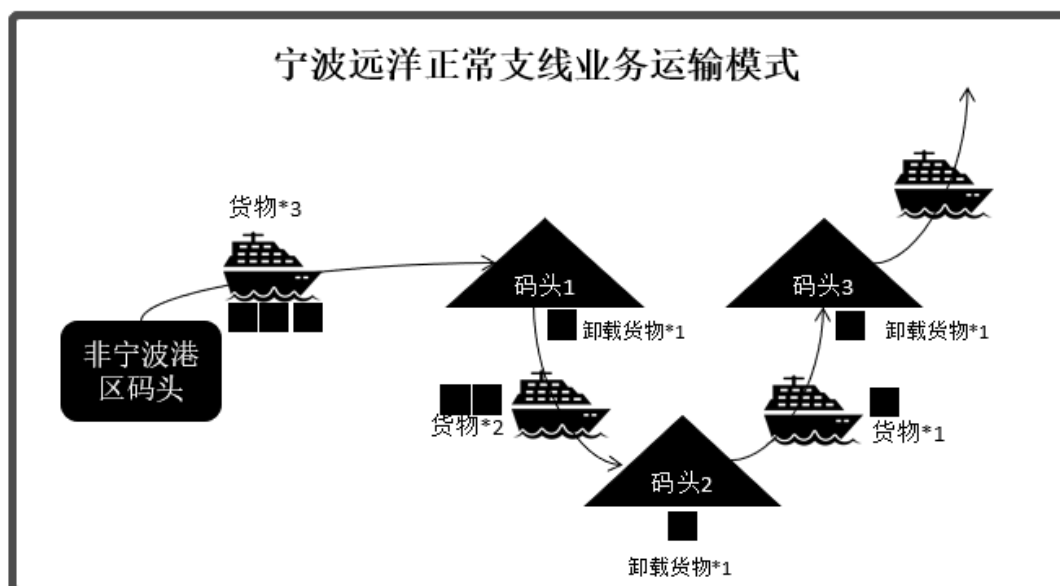 宁波远洋正常支线业务运输模式
货物*3
非宁波港
区码头
码头1
卸载货物*1
货物*2
码头2
卸载货物*1
货物*1
码头3
卸载货物*1